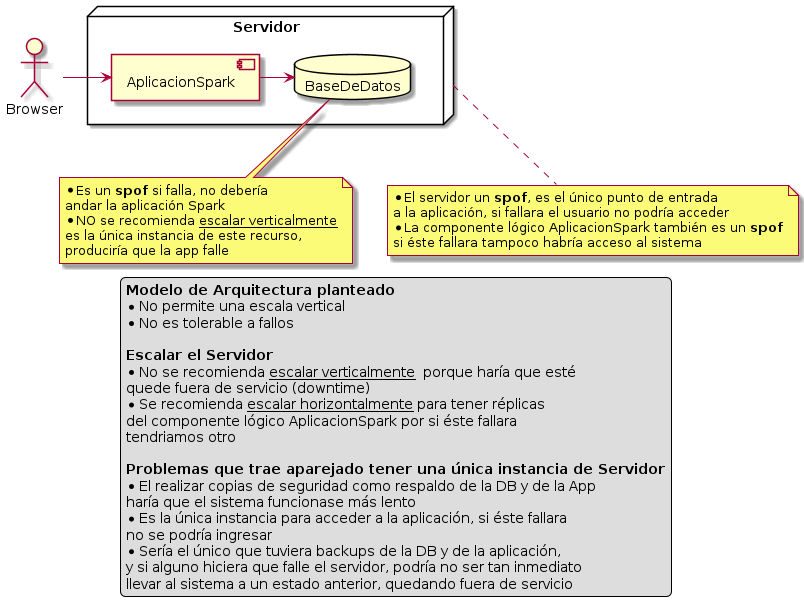 Servidor
Browser
AplicacionSpark
BaseDeDatos
•Es un spof si falla, no debería
andar la aplicación Spark
•NO se recomienda escalar verticalmente
es la única instancia de este recurso,
produciría que la app falle
•El servidor un spof, es el único punto de entrada
a la aplicación, si fallara el usuario no podría acceder
•La componente lógico AplicacionSpark también es un spof
si éste fallara tampoco habría acceso al sistema
Modelo de Arquitectura planteado
• No permite una escala vertical
• No es tolerable a fallos
Escalar el Servidor
• No se recomienda escalar verticalmente porque haría que esté
quede fuera de servicio (downtime)
• Se recomienda escalar horizontalmente para tener réplicas
del componente lógico AplicacionSpark por si éste fallara
tendriamos otro
Problemas que trae aparejado tener una única instancia de Servidor
• El realizar copias de seguridad como respaldo de la DB y de la App
haría que el sistema funcionase más lento
• Es la única instancia para acceder a la aplicación, si éste fallara
no se podría ingresar
• Sería el único que tuviera backups de la DB y de la aplicación,
y si alguno hiciera que falle el servidor, podría no ser tan inmediato
llevar al sistema a un estado anterior, quedando fuera de servicio